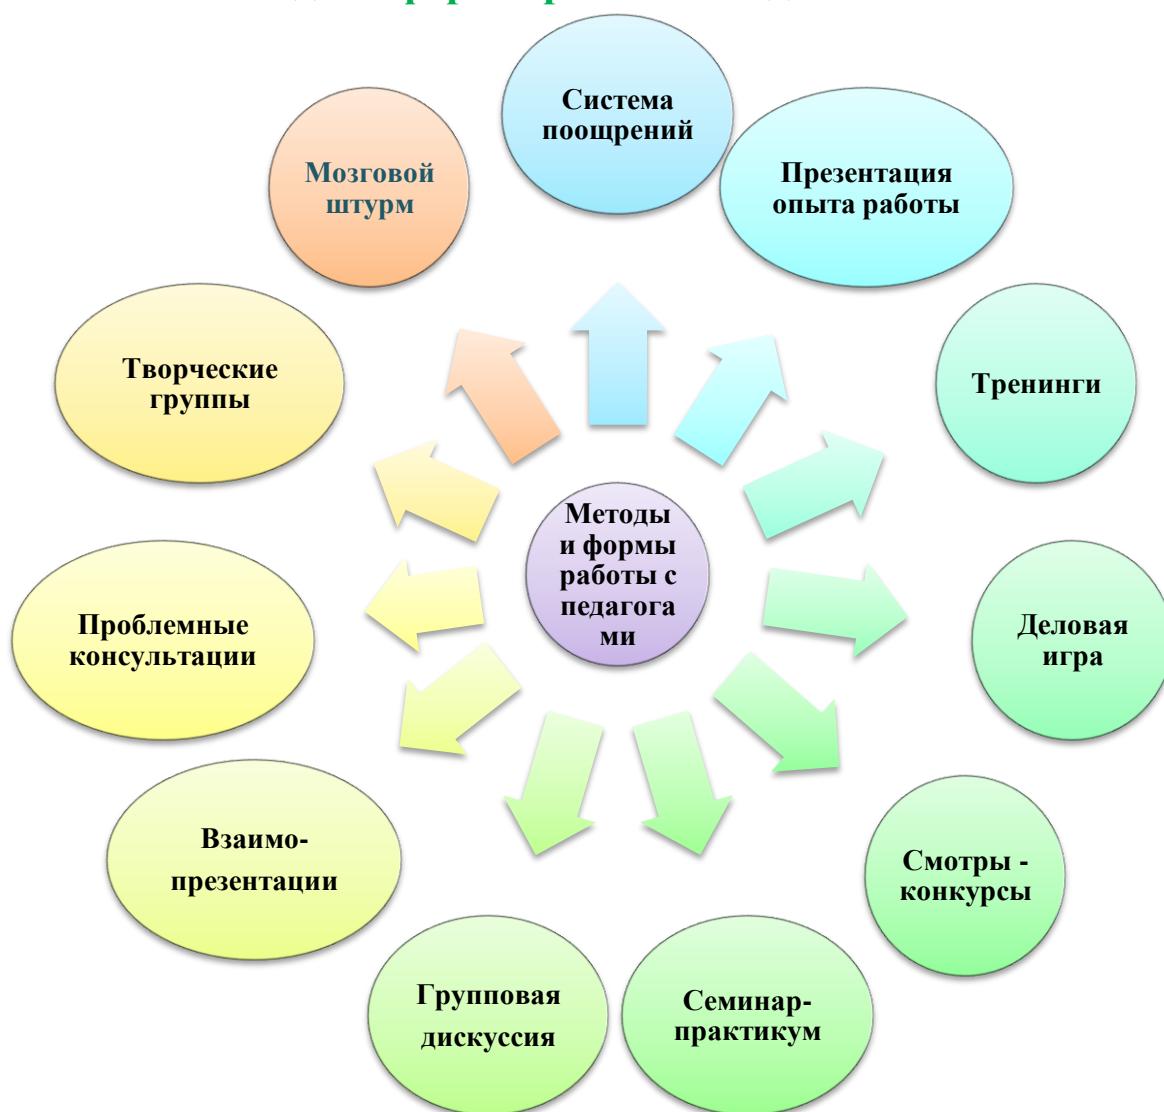 Система
поощрений
Презентация
опыта работы
Тренинги
Деловая
игра
Смотры -
конкурсы
Семинар-
практикум
Групповая
дискуссия
Взаимо-
презентации
Проблемные
консультации
Творческие
группы
Мозговой
штурм
Методы
и формы
работы с
педагога
ми